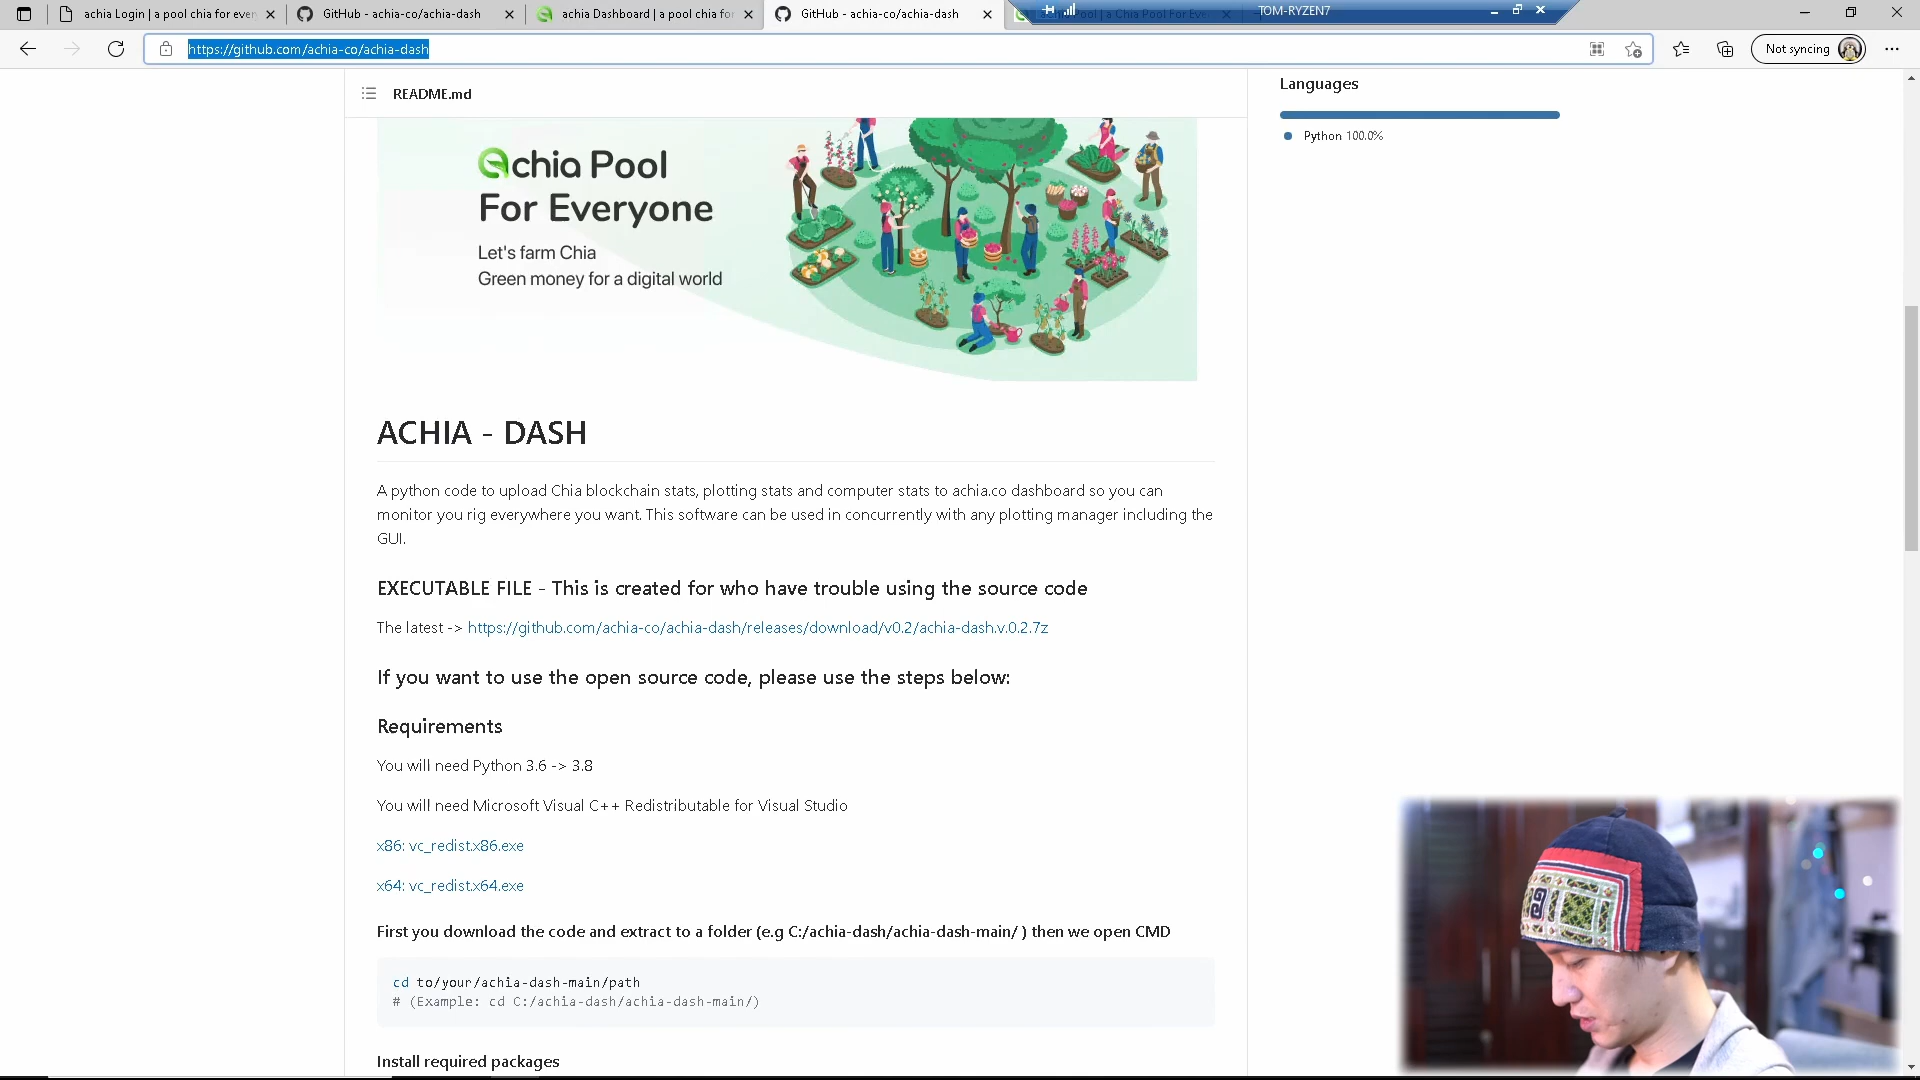 achia Login | a pool chia for ever
GitHub - achia-co/achia-dash
achia Dashboard | a pool chia for
GitHub - achia-co/achia-dash
TOM-RYZEN7
https://github.com/achia-co/achia-dash
Not syncing
README.md
Languages
Python 100.0%
achia Pool
For Everyone
Let's farm Chia
Green money for a digital world
ACHIA - DASH
A python code to upload Chia blockchain stats, plotting stats and computer stats to achia.co dashboard so you can
monitor you rig everywhere you want. This software can be used in concurrently with any plotting manager including the
GUI.
EXECUTABLE FILE - This is created for who have trouble using the source code
The latest -> https://github.com/achia-co/achia-dash/releases/download/v0.2/achia-dash.v.0.2.7z
If you want to use the open source code, please use the steps below:
Requirements
You will need Python 3.6 -> 3.8
You will need Microsoft Visual C++ Redistributable for Visual Studio
x86: vc_redist.x86.exe
x64: vc_redist.x64.exe
First you download the code and extract to a folder (e.g C:/achia-dash/achia-dash-main/ ) then we open CMD
cd to/your/achia-dash-main/path
# (Example: cd C:/achia-dash/achia-dash-main/)
Install required packages